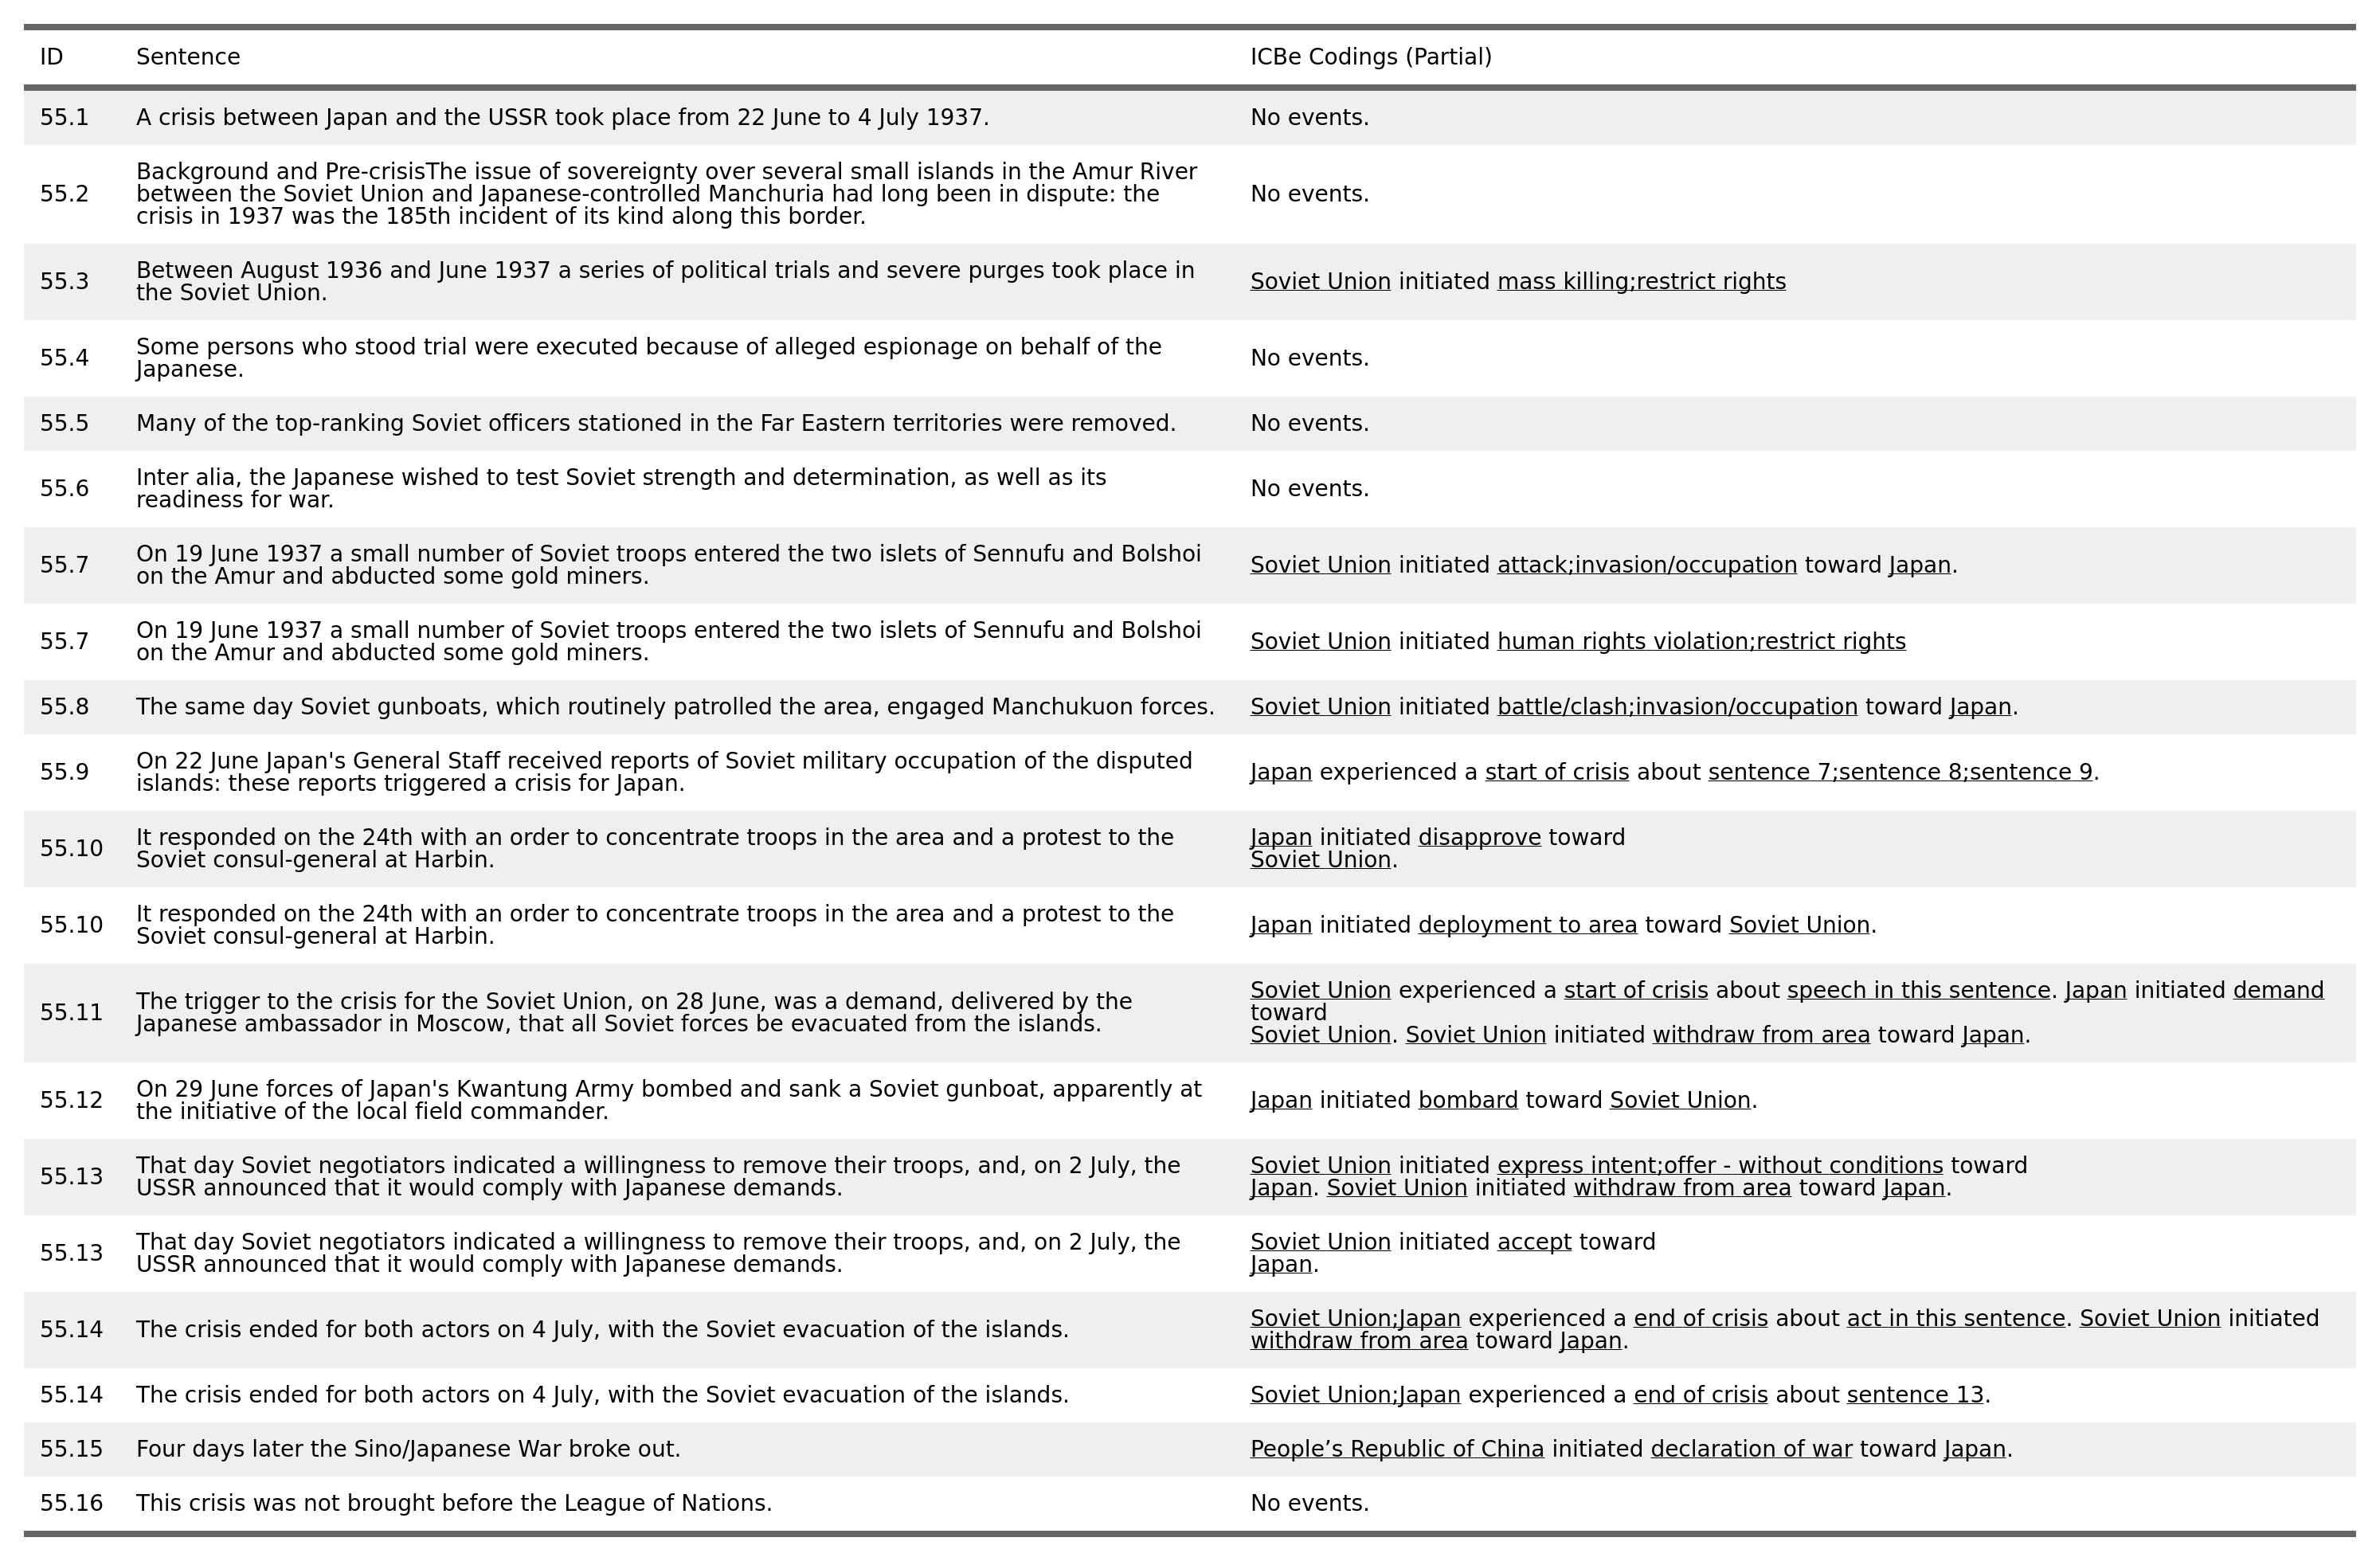 ID Sentence ICBe Codings (Partial)
55.1 A crisis between Japan and the USSR took place from 22 June to 4 July 1937. No events.
Background and Pre-crisisThe issue of sovereignty over several small islands in the Amur River
55.2 between the Soviet Union and Japanese-controlled Manchuria had long been in dispute: the No events.
crisis in 1937 was the 185th incident of its kind along this border.
55.3 Between August 1936 and June 1937 a series of political trials and severe purges took place in
the Soviet Union.
Soviet Union initiated mass killing;restrict rights
55.4 Some persons who stood trial were executed because of alleged espionage on behalf of the
Japanese.
No events.
55.5 Many of the top-ranking Soviet officers stationed in the Far Eastern territories were removed. No events.
55.6 Inter alia, the Japanese wished to test Soviet strength and determination, as well as its
readiness for war.
No events.
55.7 On 19 June 1937 a small number of Soviet troops entered the two islets of Sennufu and Bolshoi
on the Amur and abducted some gold miners.
Soviet Union initiated attack;invasion/occupation toward Japan.
55.7 On 19 June 1937 a small number of Soviet troops entered the two islets of Sennufu and Bolshoi
on the Amur and abducted some gold miners.
Soviet Union initiated human rights violation;restrict rights
55.8 The same day Soviet gunboats, which routinely patrolled the area, engaged Manchukuon forces. Soviet Union initiated battle/clash;invasion/occupation toward Japan.
55.9 On 22 June Japan's General Staff received reports of Soviet military occupation of the disputed
islands: these reports triggered a crisis for Japan.
Japan experienced a start of crisis about sentence 7;sentence 8;sentence 9.
55.10 It responded on the 24th with an order to concentrate troops in the area and a protest to the
Soviet consul-general at Harbin.
Japan initiated disapprove toward
Soviet Union.
55.10 It responded on the 24th with an order to concentrate troops in the area and a protest to the
Soviet consul-general at Harbin.
Japan initiated deployment to area toward Soviet Union.
55.11 The trigger to the crisis for the Soviet Union, on 28 June, was a demand, delivered by the
Japanese ambassador in Moscow, that all Soviet forces be evacuated from the islands.
Soviet Union experienced a start of crisis about speech in this sentence. Japan initiated demand
toward
Soviet Union. Soviet Union initiated withdraw from area toward Japan.
55.12 On 29 June forces of Japan's Kwantung Army bombed and sank a Soviet gunboat, apparently at
the initiative of the local field commander.
Japan initiated bombard toward Soviet Union.
55.13 That day Soviet negotiators indicated a willingness to remove their troops, and, on 2 July, the
USSR announced that it would comply with Japanese demands.
Soviet Union initiated express intent;offer - without conditions toward
Japan. Soviet Union initiated withdraw from area toward Japan.
55.13 That day Soviet negotiators indicated a willingness to remove their troops, and, on 2 July, the
USSR announced that it would comply with Japanese demands.
Soviet Union initiated accept toward
Japan.
55.14 The crisis ended for both actors on 4 July, with the Soviet evacuation of the islands.
Soviet Union;Japan experienced a end of crisis about act in this sentence. Soviet Union initiated
withdraw from area toward Japan.
55.14 The crisis ended for both actors on 4 July, with the Soviet evacuation of the islands. Soviet Union;Japan experienced a end of crisis about sentence 13.
55.15 Four days later the Sino/Japanese War broke out. People’s Republic of China initiated declaration of war toward Japan.
55.16 This crisis was not brought before the League of Nations. No events.